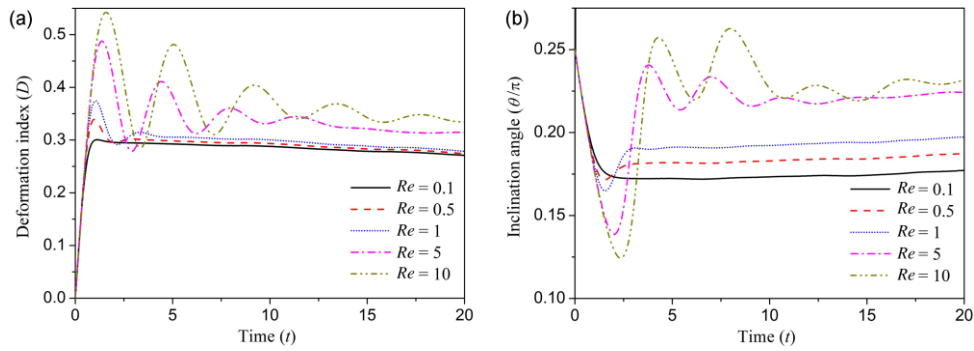 (a)
Deformation index (D)
0.5
0.4
0.3
0.2
0.1
0.0
Re = 0.1
Re = 0.5
Re = 1
Re = 5
Re = 10
0 5 10 15 20
Time (t)
(b)
Inclination angle (θ/π)
0.25
0.20
0.15
0.10
Re = 0.1
Re = 0.5
Re = 1
Re = 5
Re = 10
0 5 10 15 20
Time (t)